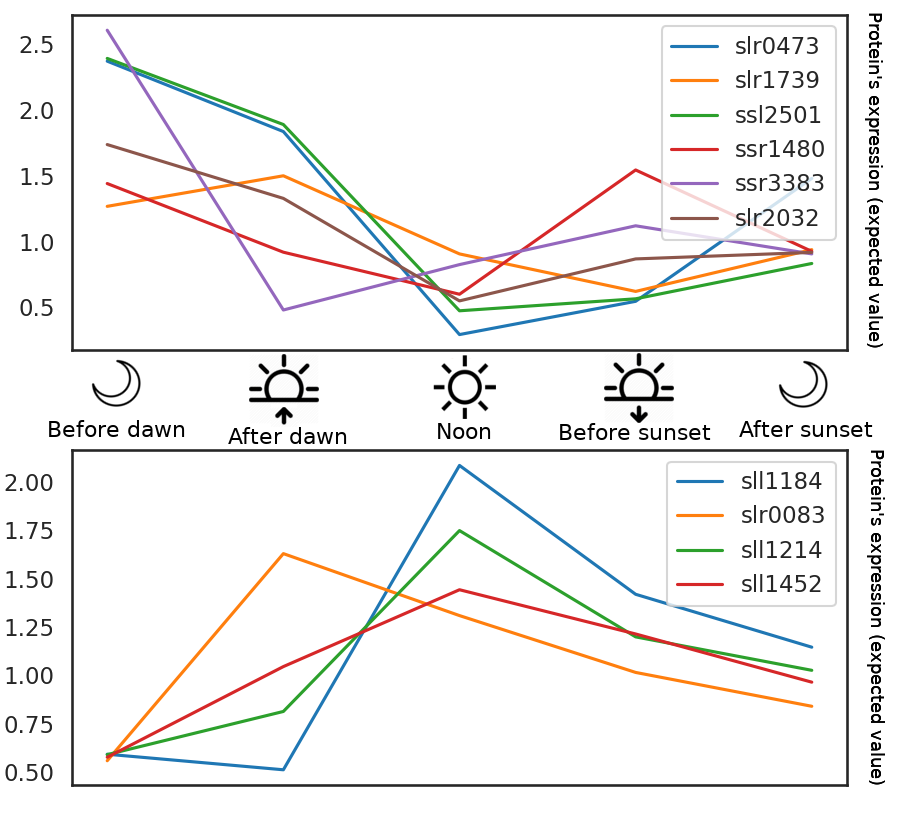 2.5
2.0
1.5
1.0
0.5
slr0473
slr1739
ssl2501
ssr1480
ssr3383
slr2032
Protein's expression (expected value)
Before dawn
After dawn
Noon
Before sunset
After sunset
2.00
1.75
1.50
1.25
1.00
0.75
0.50
sll1184
slr0083
sll1214
sll1452
Protein's expression (expected value)